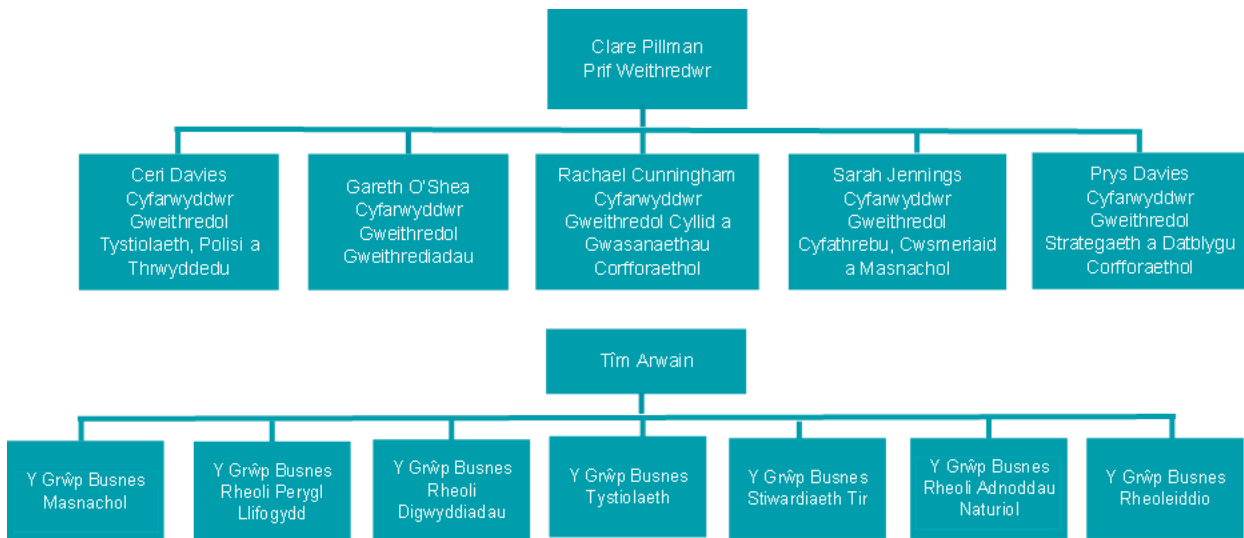 Clare Pillman
Prif Weithredwr
Ceri Davies
Cyfarwyddwr
Gweithredol
Tystiolaeth, Polisi a
Thrwyddedu
Gareth O'Shea
Cyfarwyddwr
Gweithredol
Gweithrediadau
Rachael Cunningham
Cyfarwyddwr
Gweithredol Cyllid a
Gwasanaethau
Corfforaethol
Sarah Jennings
Cyfarwyddwr
Gweithredol
Cyfathrebu, Cwsmeriaid
a Masnachol
Prys Davies
Cyfarwyddwr
Gweithredol
Strategaeth a Datblygu
Corfforaethol
Tîm Arwain
Y Grŵp Busnes
Masnachol
Y Grŵp Busnes
Rheoli Perygl
Llifogydd
Y Grŵp Busnes
Rheoli
Digwyddiadau
Y Grŵp Busnes
Tystiolaeth
Y Grŵp Busnes
Stiwardiaeth Tir
Y Grŵp Busnes
Rheoli Adnoddau
Naturiol
Y Grŵp Busnes
Rheoleiddio